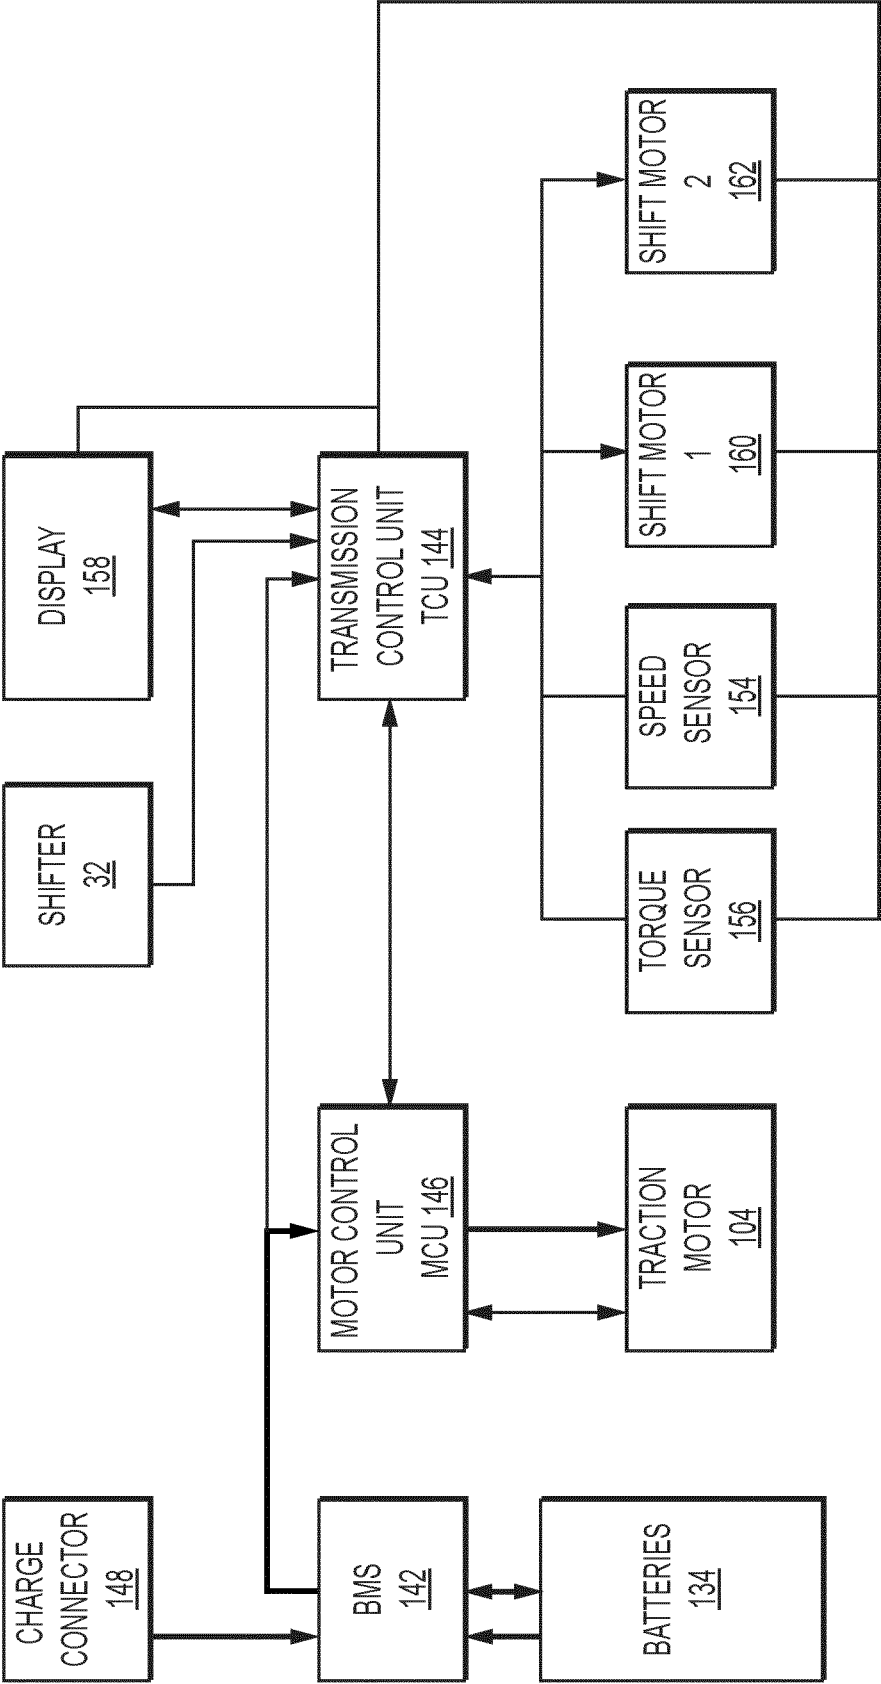 CHARGE
CONNECTOR
148
SHIFTER
32
DISPLAY
158
BMS
142
MOTOR CONTROL
UNIT
MCU 146
TRANSMISSION
CONTROL UNIT
TCU 144
BATTERIES
134
TRACTION
MOTOR
104
TORQUE
SENSOR
156
SPEED
SENSOR
154
SHIFT MOTOR
1
160
SHIFT MOTOR
2
162